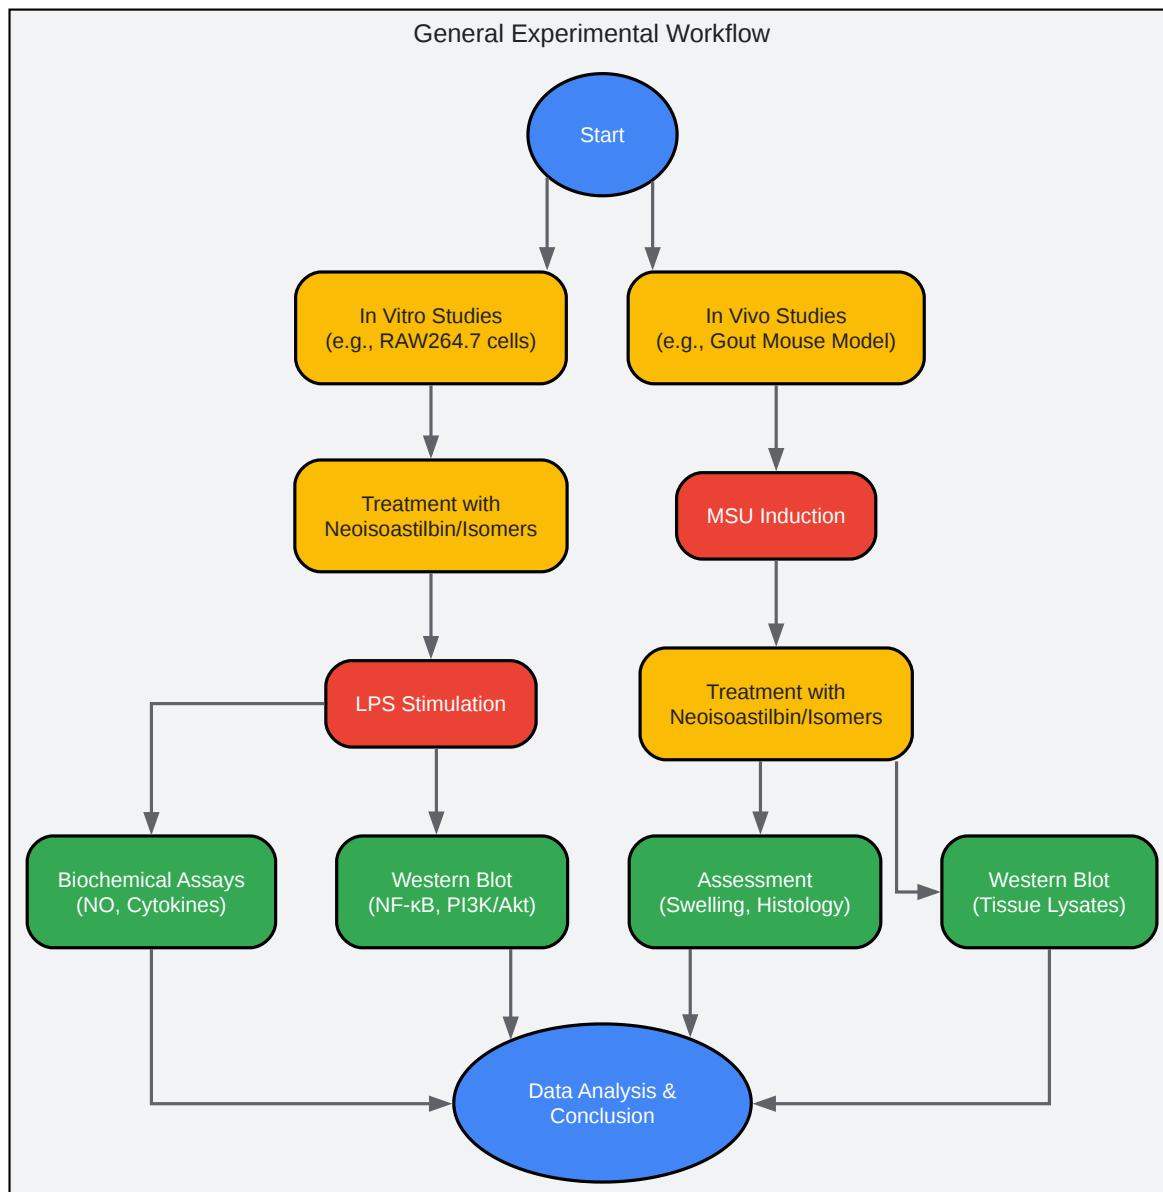 General Experimental Workflow
Start
In Vitro Studies
(e.g., RAW264.7 cells)
In Vivo Studies
(e.g., Gout Mouse Model)
Treatment with
Neoisoastilbin/Isomers
MSU Induction
LPS Stimulation
Treatment with
Neoisoastilbin/Isomers
Biochemical Assays
(NO, Cytokines)
Western Blot
(NF-κB, PI3K/Akt)
Assessment
(Swelling, Histology)
Western Blot
(Tissue Lysates)
Data Analysis &
Conclusion